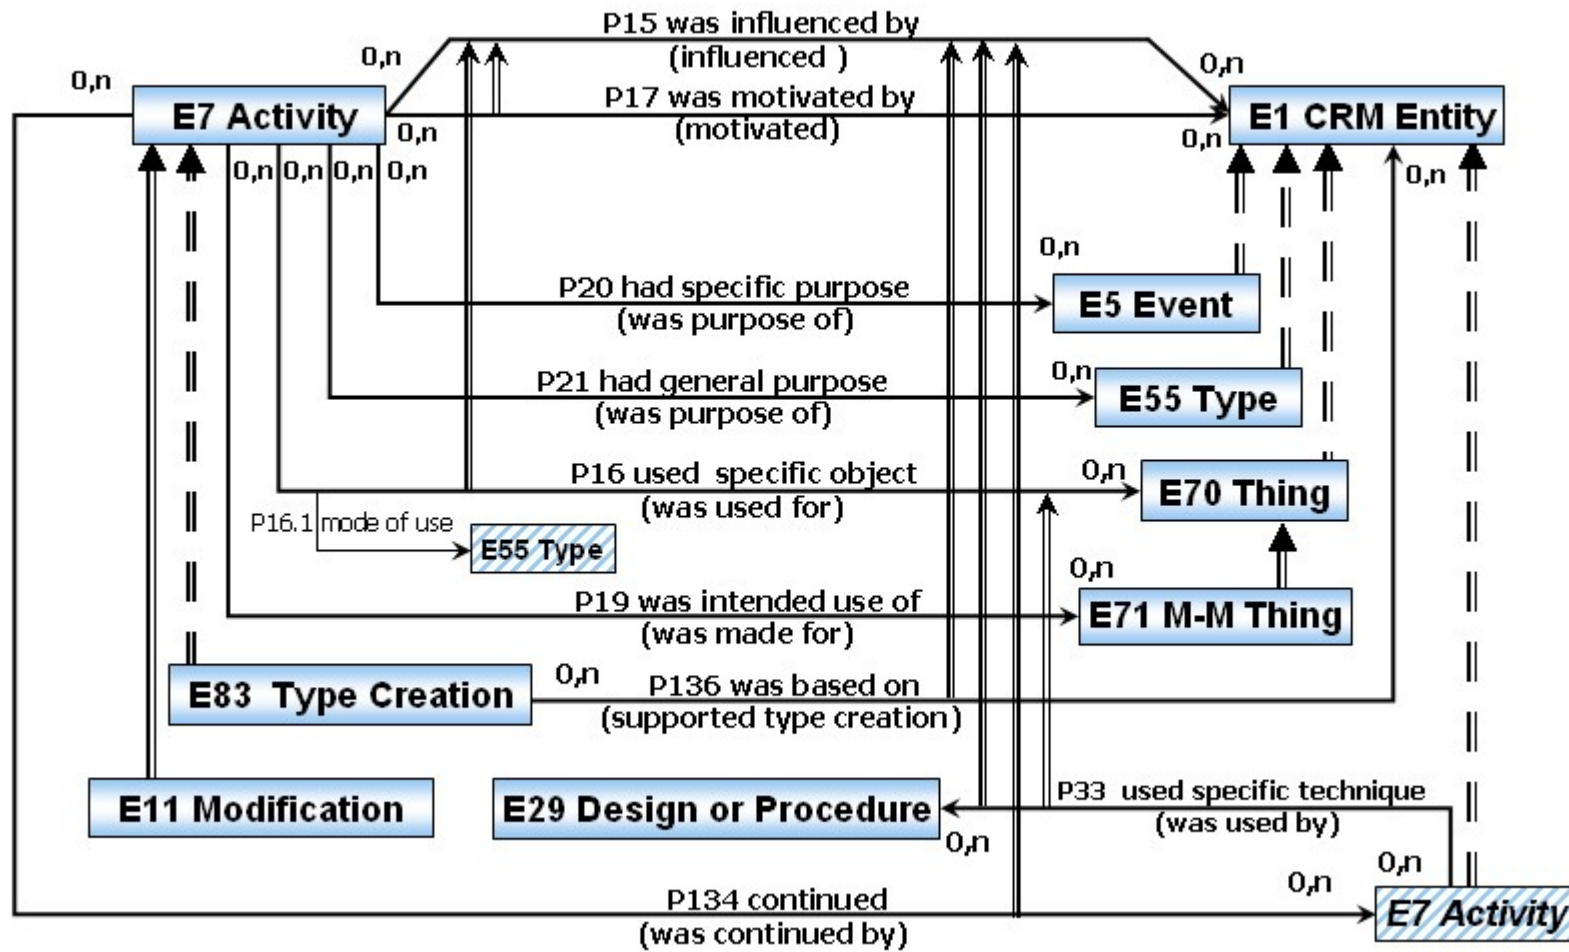 P15 was influenced by
0,n
(influenced )
0,n
0,n
P17 was motivated by
E7 Activity
E1 CRM Entity
0,n
(motivated)
0,n
0,n 0,n 0,n 0,n
0,n
0,n
P20 had specific purpose
E5 Event
(was purpose of)
P21 had general purpose
0,n
E55 Type
(was purpose of)
P16 used  specific object
0,n
E70 Thing
(was used for)
P16.1 mode of use
E55 Type
0,n
P19 was intended use of
E71 M-M Thing
(was made for)
0,n
E83  Type Creation
P136 was based on
(supported type creation)
P33  used specific technique
E11 Modification
E29 Design or Procedure
(was used by)
0,n
0,n
0,n
P134 continued
E7 Activity
(was continued by)